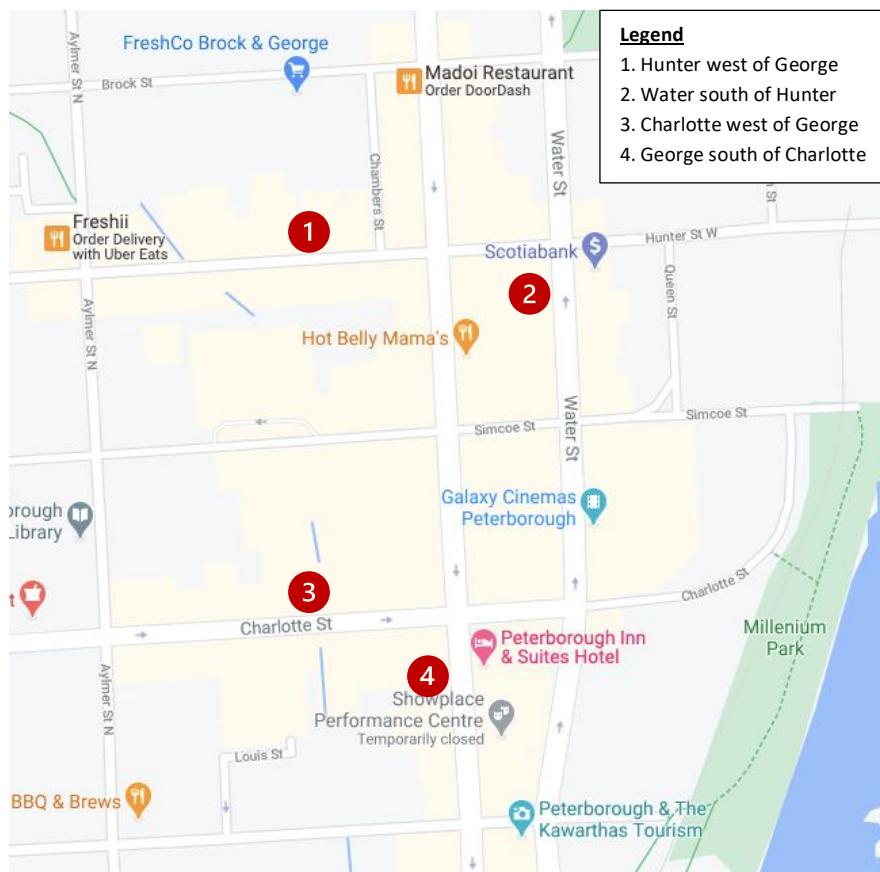 Legend
1. Hunter west of George
2. Water south of Hunter
3. Charlotte west of George
4. George south of Charlotte
Aylmer St N
FreshCo Brock & George
Brock St
Madoi Restaurant
Order DoorDash
Water St
Chambers St
Freshii
Order Delivery
with Uber Eats
1
Scotiabank
$
Hunter St W
2
Queen St
Aylmer St N
Hot Belly Mama's
Simcoe St
Simcoe St
Water St
Galaxy Cinemas
Peterborough
orough
Library
3
Charlotte St
Charlotte St
Peterborough Inn
& Suites Hotel
Millenium
Park
4
Aylmer St N
Showplace
Performance Centre
Temporarily closed
Louis St
BBQ & Brews
Peterborough & The
Kawarthas Tourism